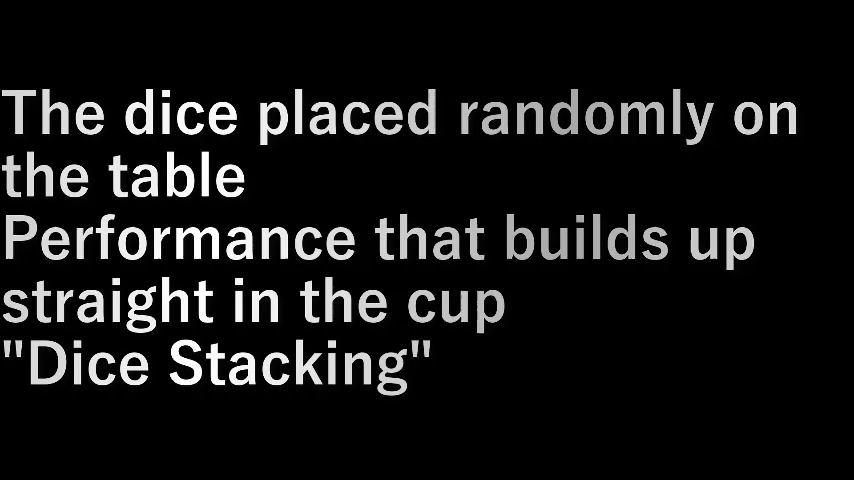 The dice placed randomly on
the table
Performance that builds up
straight in the cup
"Dice Stacking"